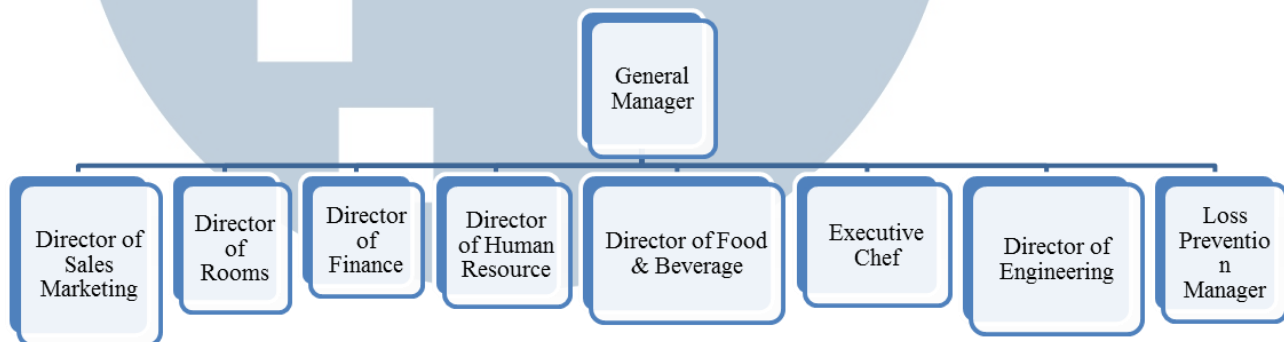 General
Manager
Director of
Sales
Marketing
Director
of
Rooms
Director
of
Finance
Director
of Human
Resource
Director of Food
& Beverage
Executive
Chef
Director of
Engineering
Loss
Preventio
n
Manager